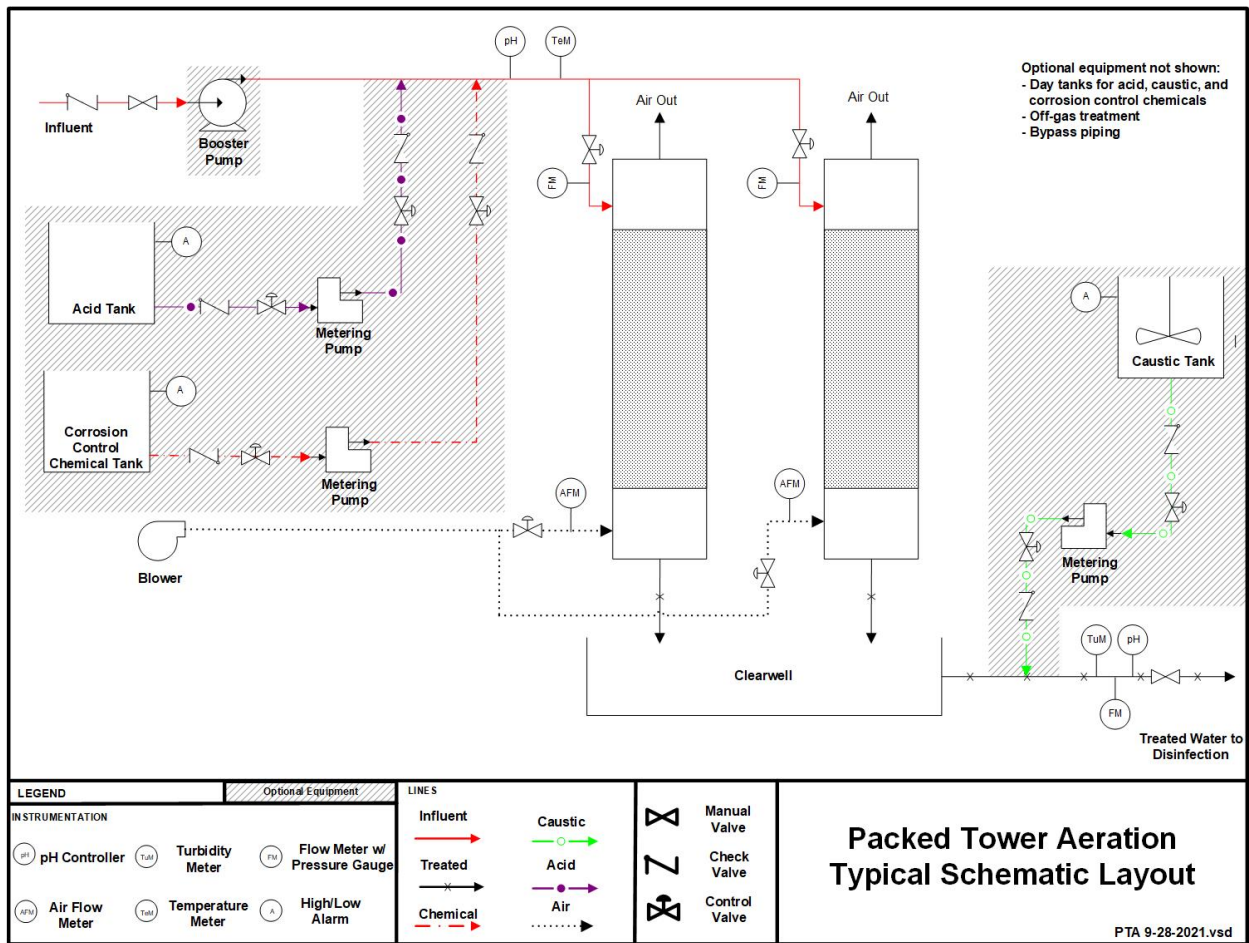 pH
TeM
Optional equipment not shown:
- Day tanks for acid, caustic, and
corrosion control chemicals
- Off-gas treatment
- Bypass piping
Air Out
Air Out
Influent
Booster
Pump
FM
FM
A
Acid Tank
Metering
Pump
A
Caustic Tank
A
Corrosion
Control
Chemical Tank
Metering
Pump
AFM
AFM
Blower
Metering
Pump
Clearwell
TuM
pH
FM
Treated Water to
Disinfection
LEGEND
Optional Equipment
INSTRUMENTATION
pH
pH Controller
TuM
Turbidity
Meter
FM
Flow Meter w/
Pressure Gauge
AFM
Air Flow
Meter
TeM
Temperature
Meter
A
High/Low
Alarm
LINES
Influent
Caustic
Treated
Acid
Chemical
Air
Manual
Valve
Check
Valve
Control
Valve
Packed Tower Aeration
Typical Schematic Layout
PTA 9-28-2021.vsd